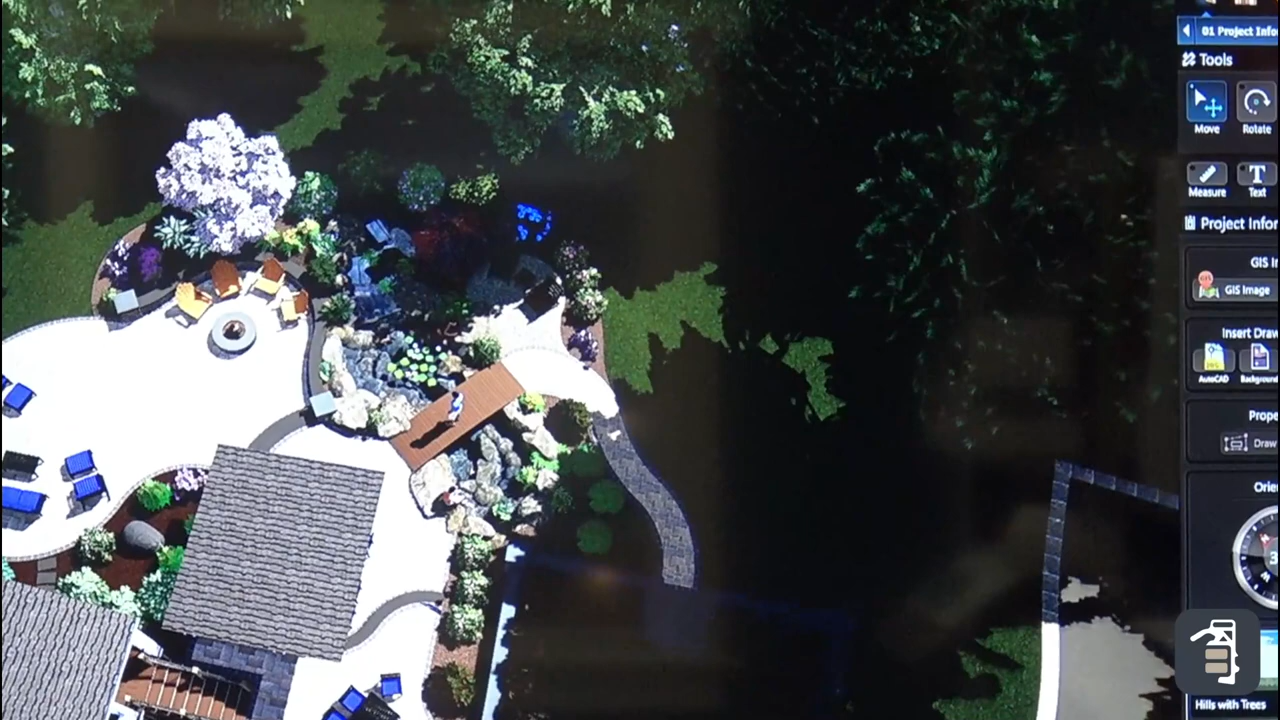 01 Project Info
Tools
Move
Rotate
Measure
Text
Project Infor
GIS I
GIS Image
Insert Draw
AutoCAD
Background
Prope
Draw
Orie
Hills with Trees